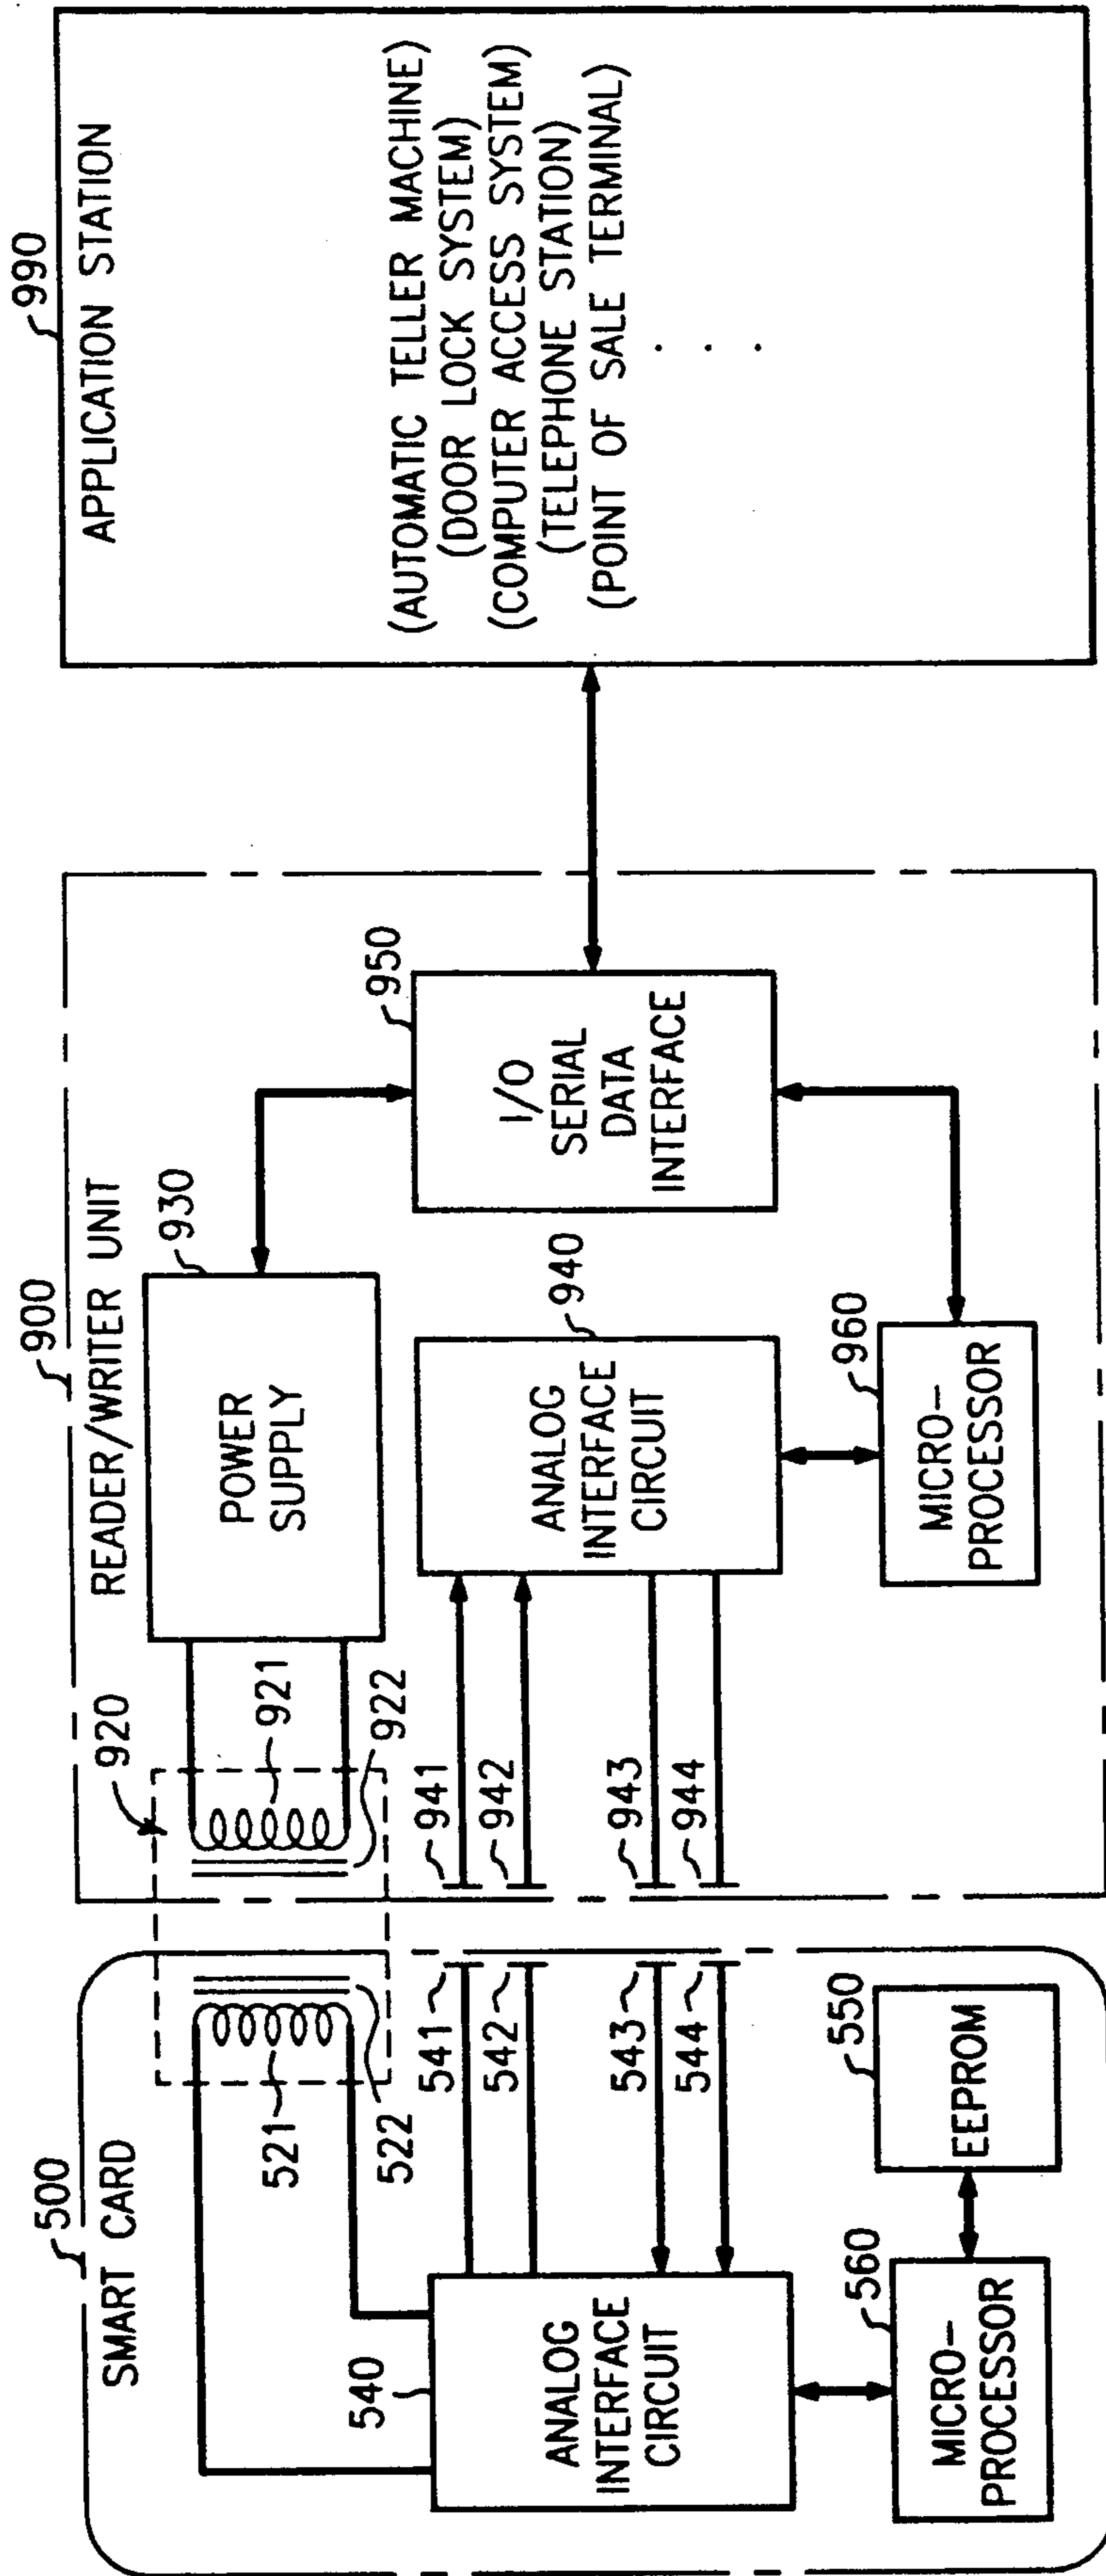 500
SMART CARD
521
522
540
ANALOG
INTERFACE
CIRCUIT
541
542
543
544
560
MICRO-
PROCESSOR
550
EEPROM
900
READER/WRITER UNIT
920
921
922
930
POWER
SUPPLY
941
942
943
944
940
ANALOG
INTERFACE
CIRCUIT
950
I/O
SERIAL
DATA
INTERFACE
960
MICRO-
PROCESSOR
990
APPLICATION STATION
(AUTOMATIC TELLER MACHINE)
(DOOR LOCK SYSTEM)
(COMPUTER ACCESS SYSTEM)
(TELEPHONE STATION)
(POINT OF SALE TERMINAL)
.
.
.